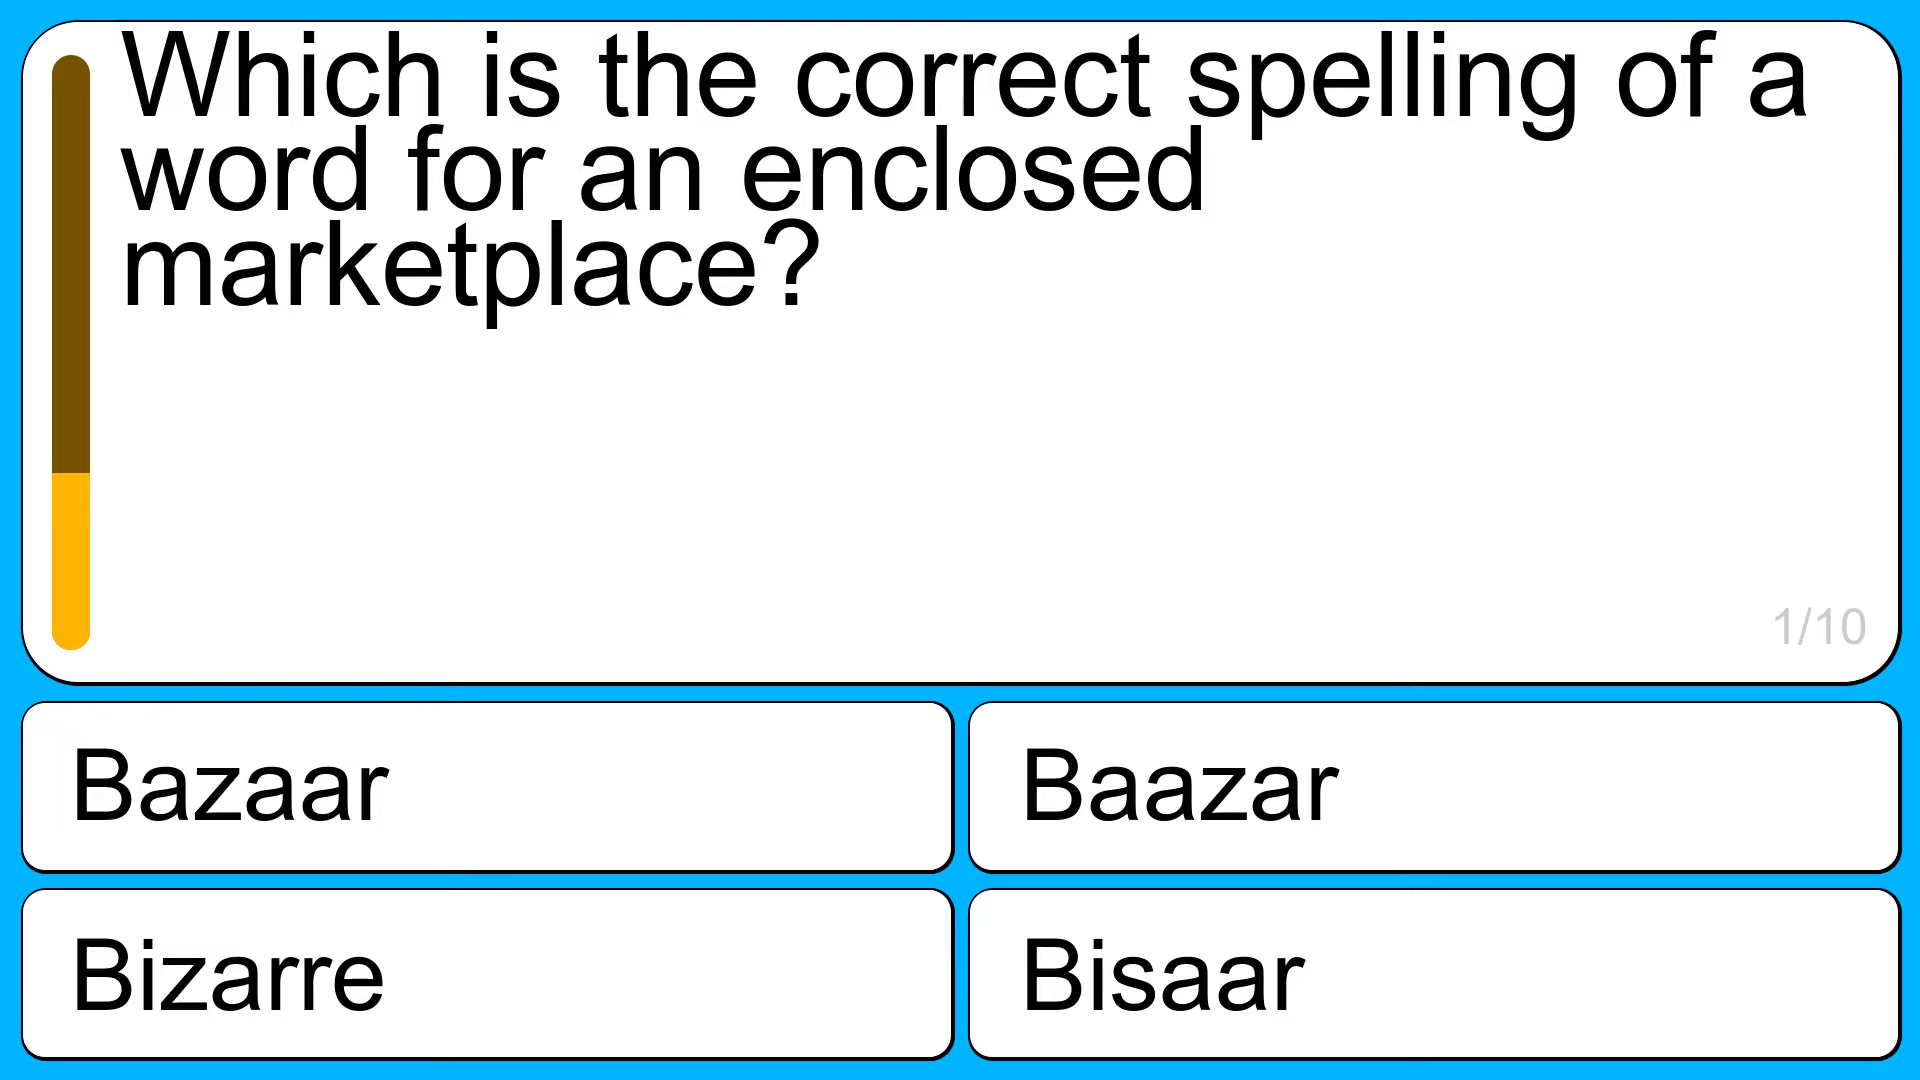 Which is the correct spelling of a
word for an enclosed
marketplace?
1/10
Bazaar
Baazar
Bizarre
Bisaar